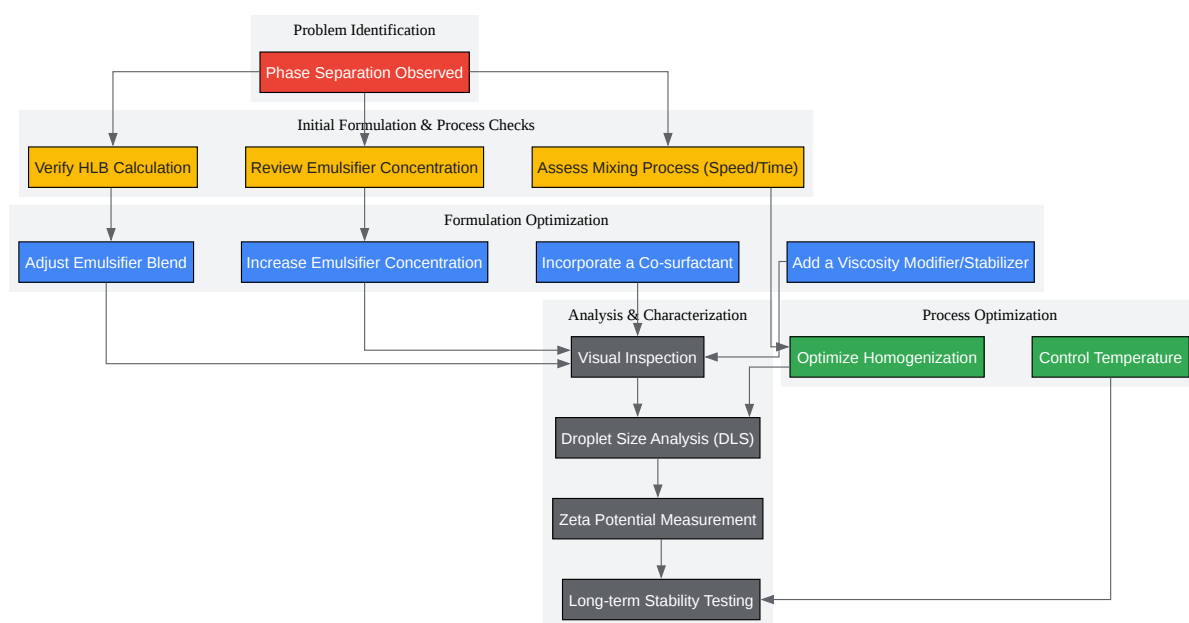 Problem Identification
Phase Separation Observed
Initial Formulation & Process Checks
Verify HLB Calculation
Review Emulsifier Concentration
Assess Mixing Process (Speed/Time)
Formulation Optimization
Adjust Emulsifier Blend
Increase Emulsifier Concentration
Incorporate a Co-surfactant
Add a Viscosity Modifier/Stabilizer
Analysis & Characterization
Process Optimization
Visual Inspection
Optimize Homogenization
Control Temperature
Droplet Size Analysis (DLS)
Zeta Potential Measurement
Long-term Stability Testing